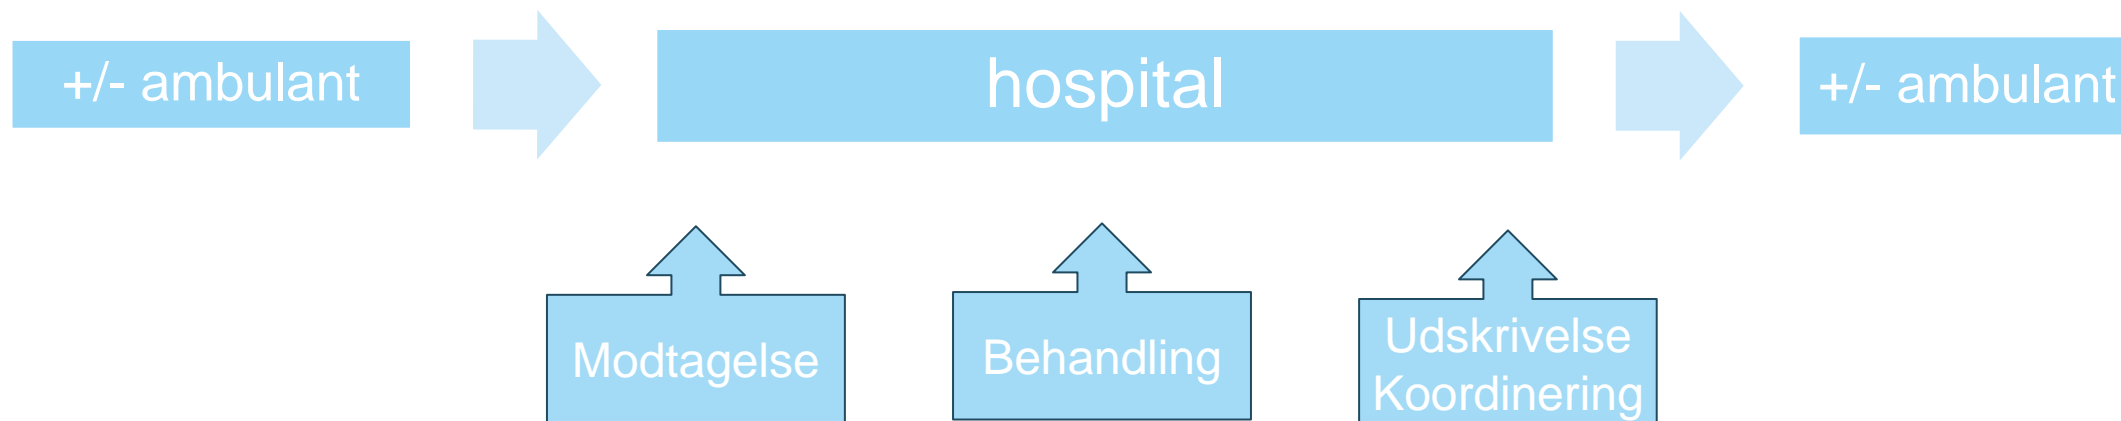 +/- ambulant
hospital
+/- ambulant
Modtagelse
Behandling
Udskrivelse
Koordinering